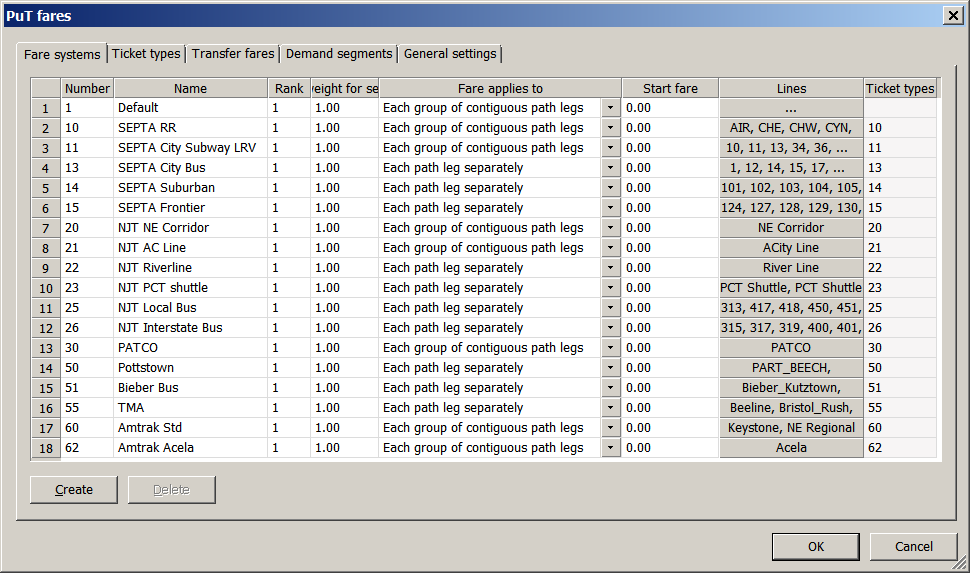 PuT fares
Fare systems Ticket types Transfer fares Demand segments General settings
Number Name Rank eight for se Fare applies to Start fare Lines Ticket types
1 1 Default 1 1.00 Each group of contiguous path legs 0.00 ...
2 10 SEPTA RR 1 1.00 Each group of contiguous path legs 0.00 AIR, CHE, CHW, CYN, 10
3 11 SEPTA City Subway LRV 1 1.00 Each group of contiguous path legs 0.00 10, 11, 13, 34, 36, ... 11
4 13 SEPTA City Bus 1 1.00 Each path leg separately 0.00 1, 12, 14, 15, 17, ... 13
5 14 SEPTA Suburban 1 1.00 Each path leg separately 0.00 101, 102, 103, 104, 105, 14
6 15 SEPTA Frontier 1 1.00 Each path leg separately 0.00 124, 127, 128, 129, 130, 15
7 20 NJT NE Corridor 1 1.00 Each group of contiguous path legs 0.00 NE Corridor 20
8 21 NJT AC Line 1 1.00 Each group of contiguous path legs 0.00 ACity Line 21
9 22 NJT Riverline 1 1.00 Each path leg separately 0.00 River Line 22
10 23 NJT PCT shuttle 1 1.00 Each path leg separately 0.00 PCT Shuttle, PCT Shuttle 23
11 25 NJT Local Bus 1 1.00 Each path leg separately 0.00 313, 417, 418, 450, 451, 25
12 26 NJT Interstate Bus 1 1.00 Each path leg separately 0.00 315, 317, 319, 400, 401, 26
13 30 PATCO 1 1.00 Each group of contiguous path legs 0.00 PATCO 30
14 50 Pottstown 1 1.00 Each path leg separately 0.00 PART_BEECH, 50
15 51 Bieber Bus 1 1.00 Each path leg separately 0.00 Bieber_Kutztown, 51
16 55 TMA 1 1.00 Each path leg separately 0.00 Beeline, Bristol_Rush, 55
17 60 Amtrak Std 1 1.00 Each group of contiguous path legs 0.00 Keystone, NE Regional 60
18 62 Amtrak Acela 1 1.00 Each group of contiguous path legs 0.00 Acela 62
Create Delete
OK Cancel